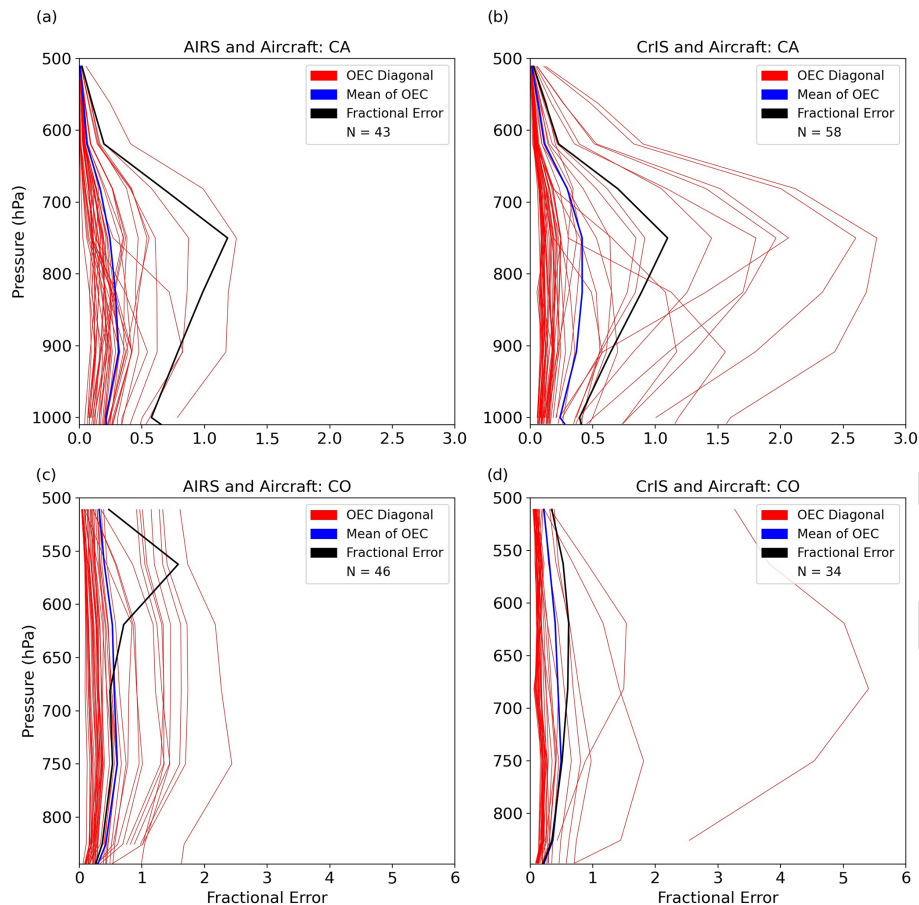 (a)
AIRS and Aircraft: CA
500
600
700
800
900
1000
Pressure (hPa)
0.0 0.5 1.0 1.5 2.0 2.5 3.0
OEC Diagonal
Mean of OEC
Fractional Error
N = 43
(b)
CrIS and Aircraft: CA
500
600
700
800
900
1000
0.0 0.5 1.0 1.5 2.0 2.5 3.0
OEC Diagonal
Mean of OEC
Fractional Error
N = 58
(c)
AIRS and Aircraft: CO
500
550
600
650
700
750
800
Pressure (hPa)
0 1 2 3 4 5 6
Fractional Error
OEC Diagonal
Mean of OEC
Fractional Error
N = 46
(d)
CrIS and Aircraft: CO
500
550
600
650
700
750
800
0 1 2 3 4 5 6
Fractional Error
OEC Diagonal
Mean of OEC
Fractional Error
N = 34